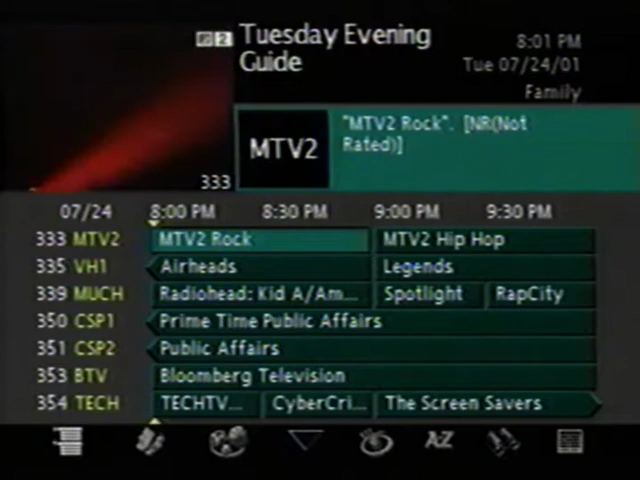 2
Tuesday Evening
Guide
8:01 PM
Tue 07/24/01
Family
MTV2
"MTV2 Rock". [NR(Not
Rated)]
333
07/24 8:00 PM 8:30 PM 9:00 PM 9:30 PM
333 MTV2 MTV2 Rock MTV2 Hip Hop
335 VH1 Airheads Legends
339 MUCH Radiohead: Kid A/Am... Spotlight RapCity
350 CSP1 Prime Time Public Affairs
351 CSP2 Public Affairs
353 BTV Bloomberg Television
354 TECH TECHTV... CyberCri... The Screen Savers
A-Z